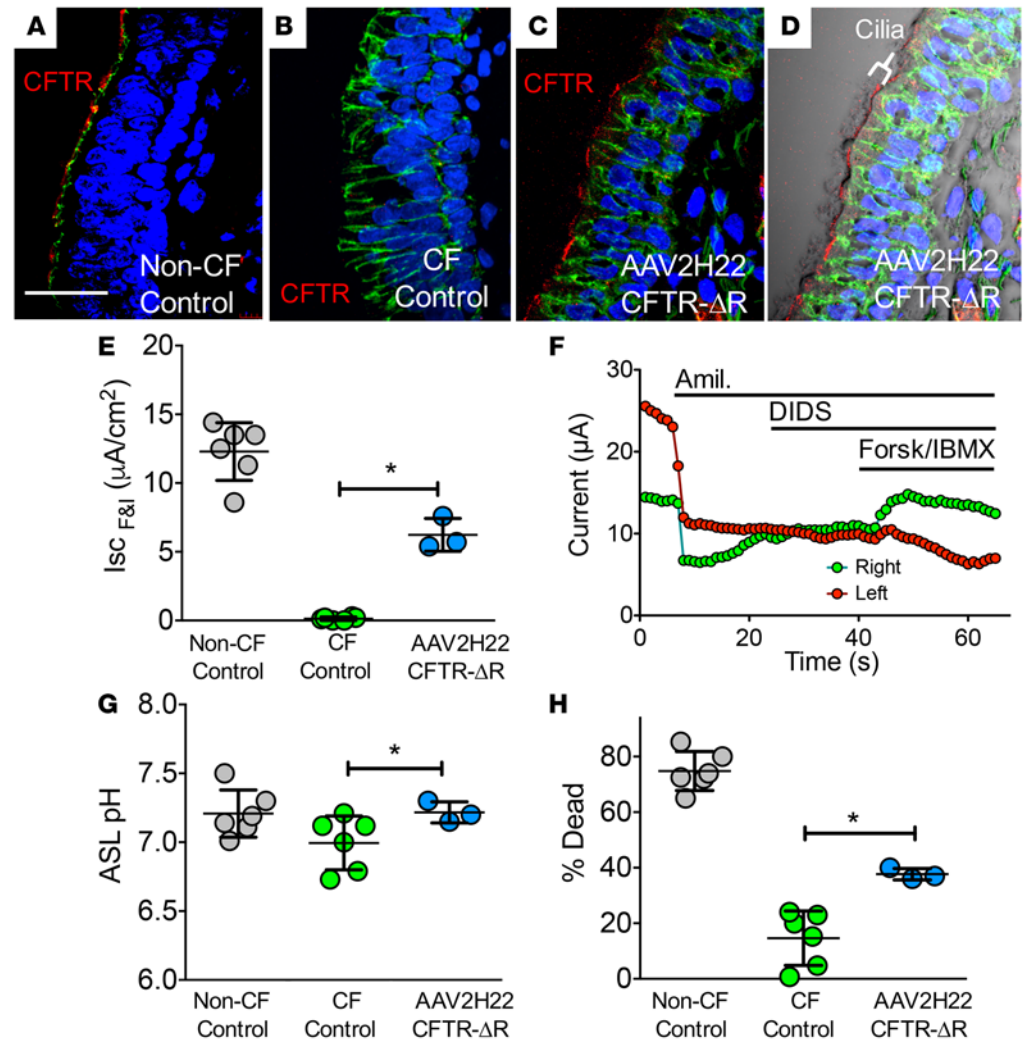 A
CFTR
Non-CF
Control
B
CFTR
CF
Control
C
CFTR
AAV2H22
CFTR-ΔR
D
Cilia
AAV2H22
CFTR-ΔR
E
Isc F&I (μA/cm2)
20
15
10
5
0
*
Non-CF
Control
CF
Control
AAV2H22
CFTR-ΔR
F
Current (μA)
30
20
10
0
Amil.
DIDS
Forsk/IBMX
Right
Left
0
20
40
60
Time (s)
G
ASL pH
8.0
7.5
7.0
6.5
6.0
*
Non-CF
Control
CF
Control
AAV2H22
CFTR-ΔR
H
% Dead
80
60
40
20
0
*
Non-CF
Control
CF
Control
AAV2H22
CFTR-ΔR